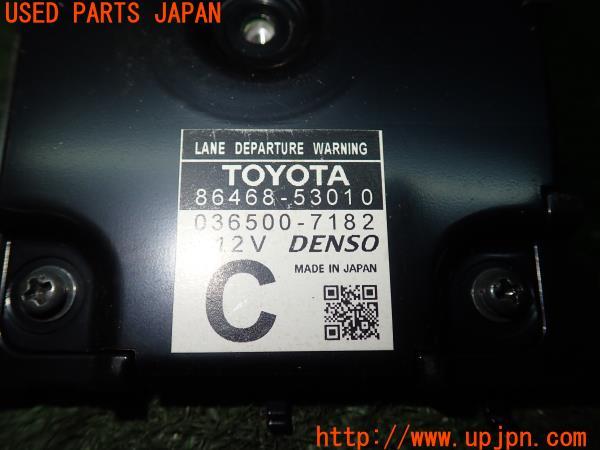 USED PARTS JAPAN
LANE DEPARTURE WARNING
TOYOTA
86468-53010
036500-7182
12V DENSO
C
MADE IN JAPAN
http://www.upjpn.com